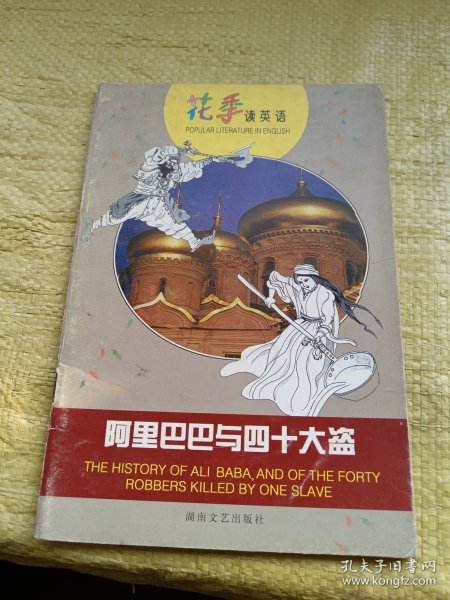 花季读英语
POPULAR LITERATURE IN ENGLISH
阿里巴巴与四十大盗
THE HISTORY OF ALI BABA, AND OF THE FORTY
ROBBERS KILLED BY ONE SLAVE
湖南文艺出版社
孔夫子旧书网
www.kongfz.com